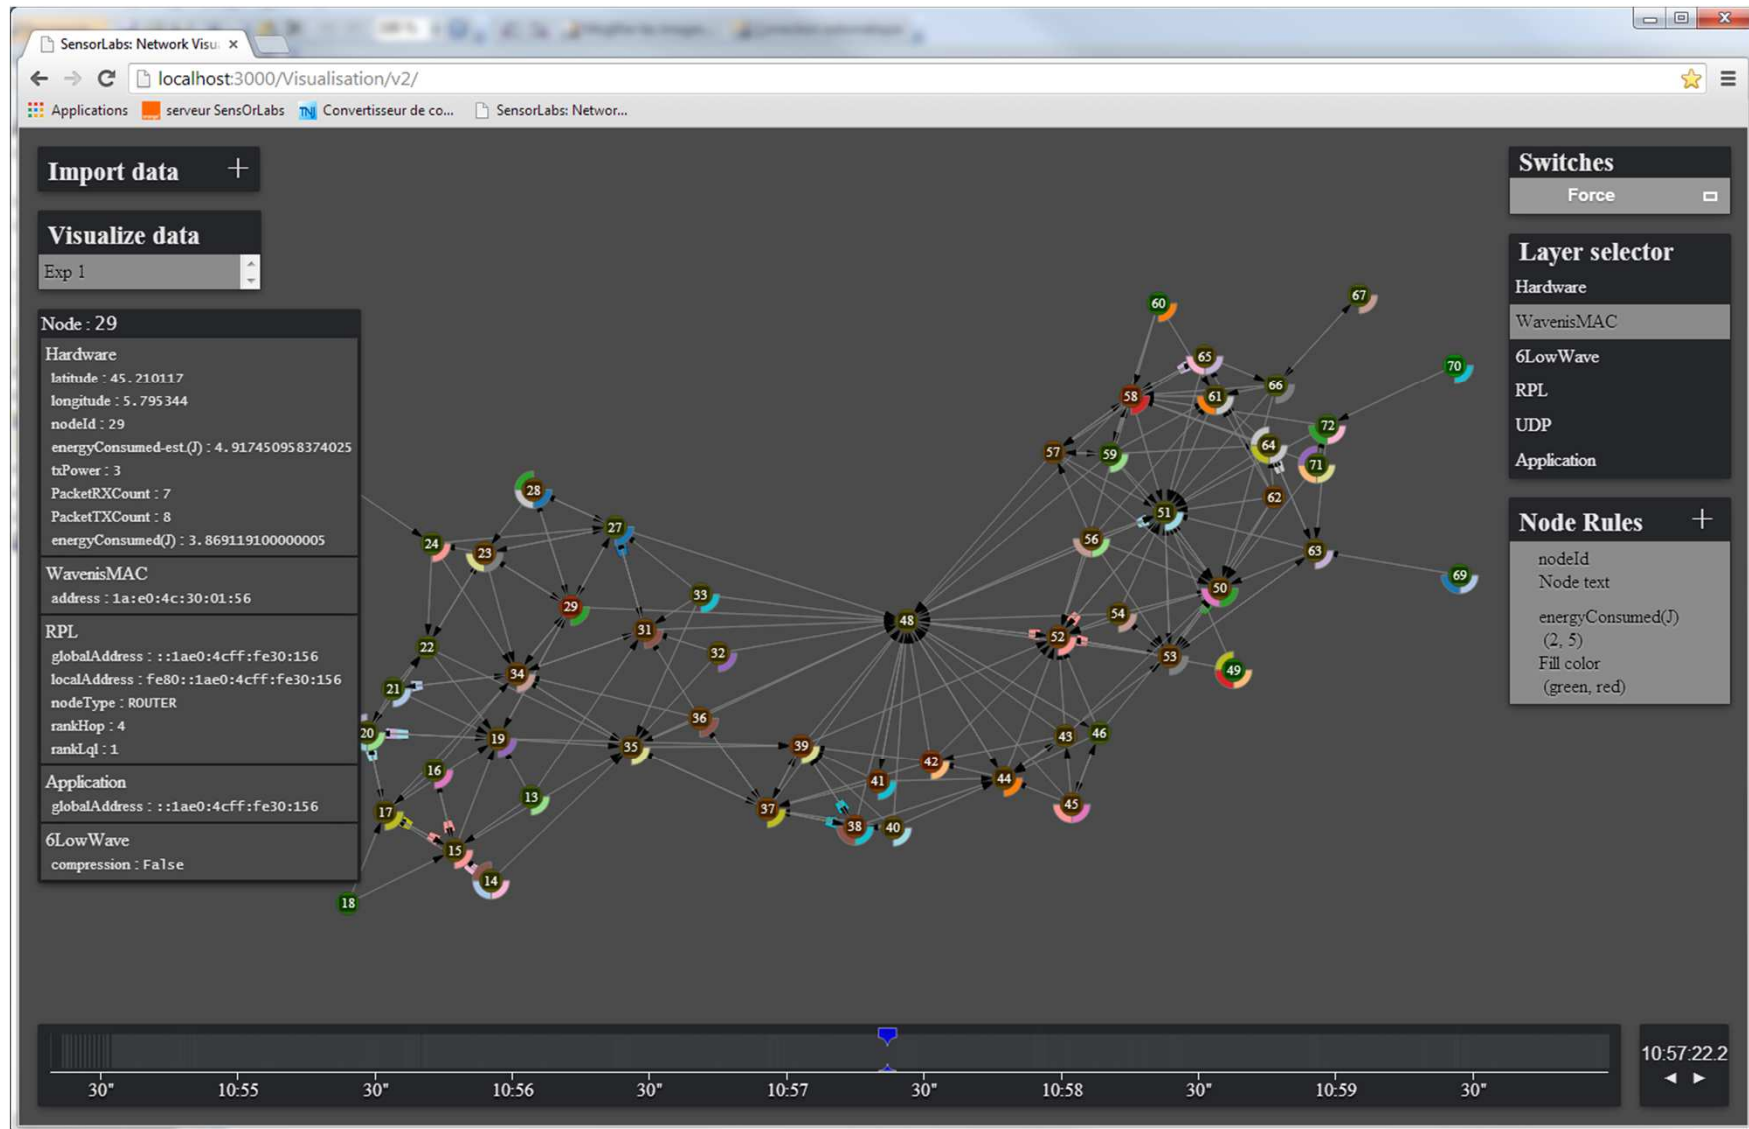 SensorLabs: Network Visu
localhost:3000/Visualisation/v2/
Applications
serveur SensOrLabs
TNI
Convertisseur de co...
SensorLabs: Networ...
Import data +
Visualize data
Exp 1
Node : 29
Hardware
latitude : 45.210117
longitude : 5.795344
nodeId : 29
energyConsumed-est.(J) : 4.917450958374025
txPower : 3
PacketRXCount : 7
PacketTXCount : 8
energyConsumed(J) : 3.869119100000005
WavenisMAC
address : 1a:e0:4c:30:01:56
RPL
globalAddress : ::1ae0:4cff:fe30:156
localAddress : fe80::1ae0:4cff:fe30:156
nodeType : ROUTER
rankHop : 4
rankLql : 1
Application
globalAddress : ::1ae0:4cff:fe30:156
6LowWave
compression : False
Switches
Force
Layer selector
Hardware
WavenisMAC
6LowWave
RPL
UDP
Application
Node Rules +
nodeId
Node text
energyConsumed(J)
(2, 5)
Fill color
(green, red)
67
60
65
70
66
58
61
72
64
57
59
71
28
62
51
27
24
56
63
23
69
50
33
29
54
48
31
52
22
32
53
34
49
21
36
20
19
43
46
35
39
42
16
44
41
13
45
17
37
38
40
15
14
18
30"
10:55
30"
10:56
30"
10:57
30"
10:58
30"
10:59
30"
10:57:22.2